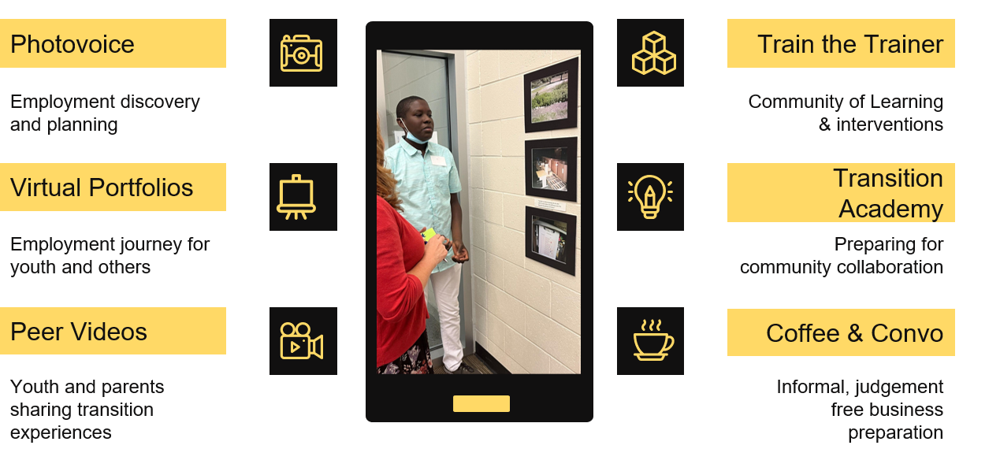 Photovoice
Employment discovery
and planning
Virtual Portfolios
Employment journey for
youth and others
Peer Videos
Youth and parents
sharing transition
experiences
Train the Trainer
Community of Learning
& interventions
Transition
Academy
Preparing for
community collaboration
Coffee & Convo
Informal, judgement
free business
preparation